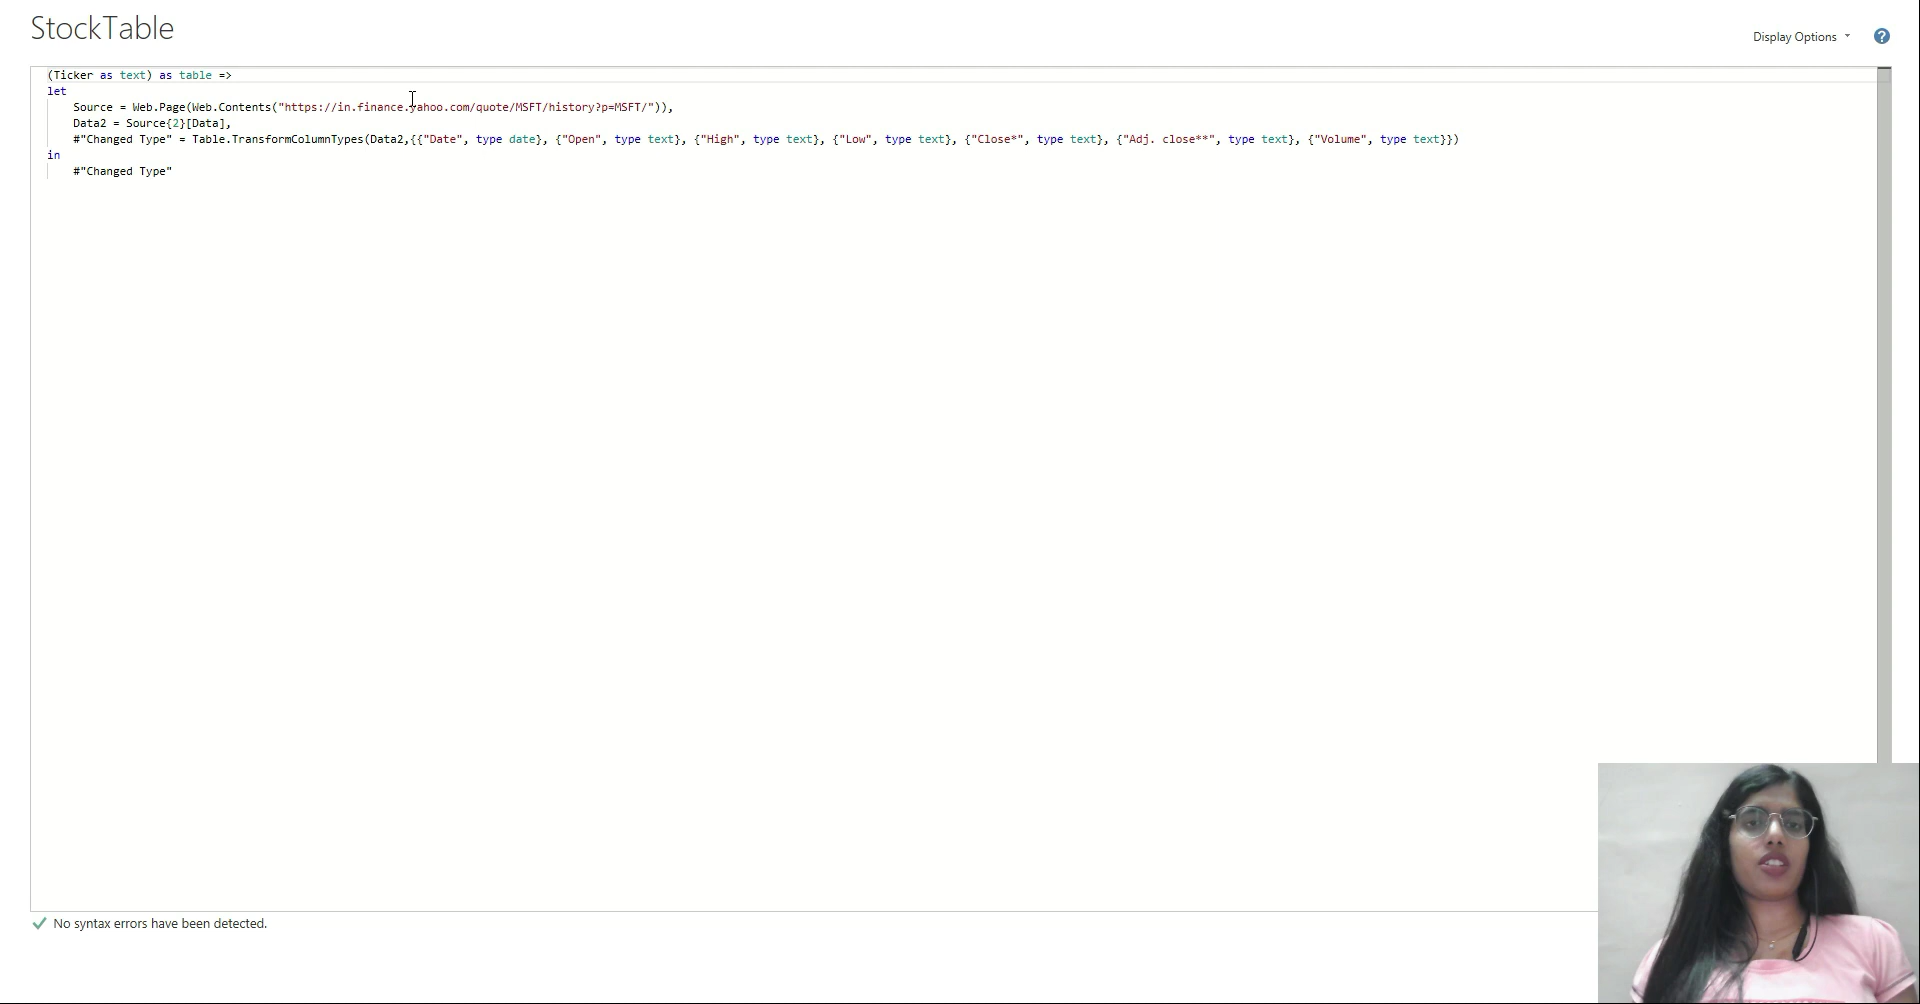 StockTable
Display Options
?
(Ticker as text) as table =>
let
Source = Web.Page(Web.Contents("https://in.finance.yahoo.com/quote/MSFT/history?p=MSFT/")),
Data2 = Source{2}[Data],
#"Changed Type" = Table.TransformColumnTypes(Data2,{{"Date", type date}, {"Open", type text}, {"High", type text}, {"Low", type text}, {"Close*", type text}, {"Adj. close**", type text}, {"Volume", type text}})
in
#"Changed Type"
No syntax errors have been detected.